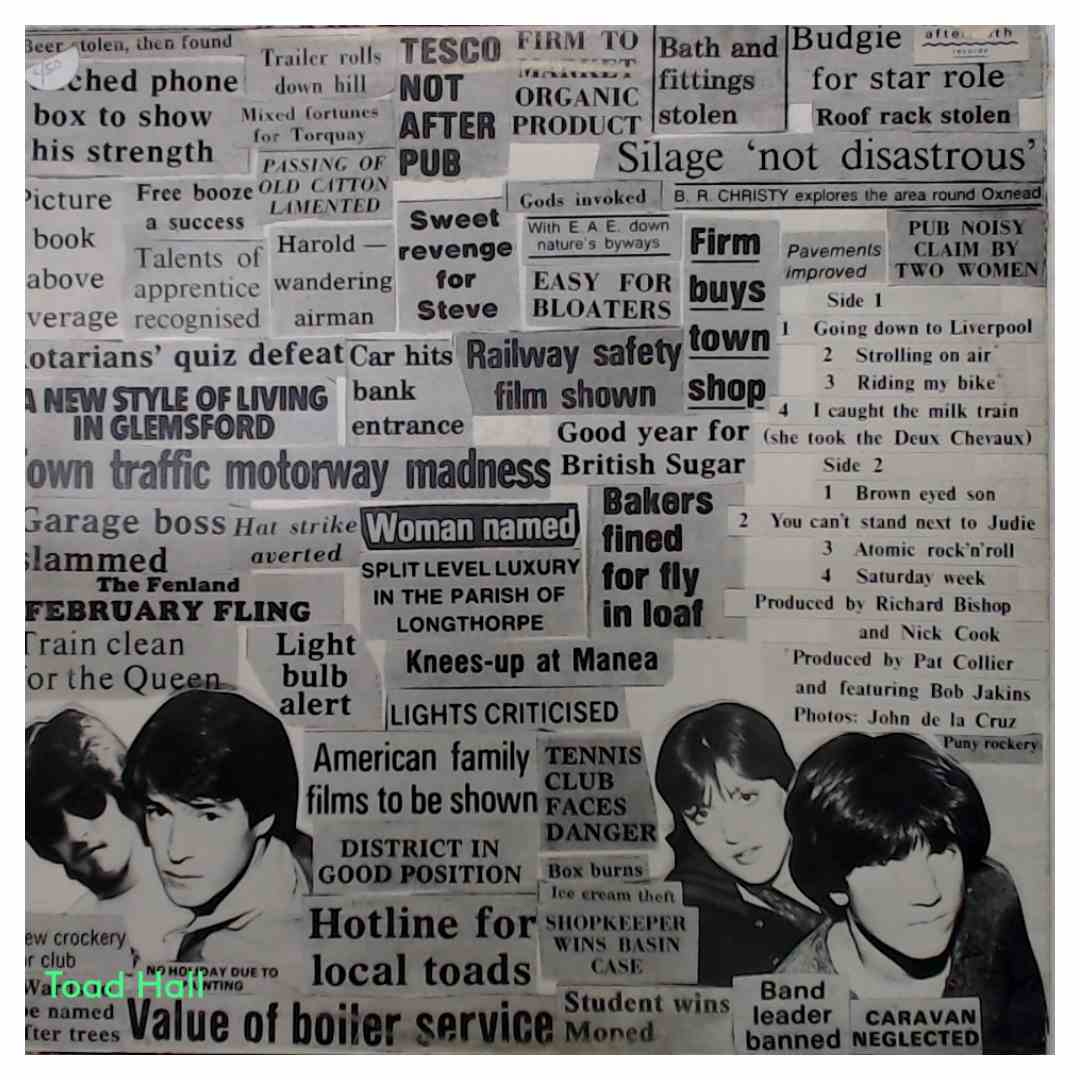 Beer stolen, then found
ched phone
box to show
his strength
Trailer rolls
down hill
Mixed fortunes
for Torquay
PASSING OF
OLD CATTON
LAMENTED
TESCO
NOT
AFTER
PUB
FIRM TO
MARKET
ORGANIC
PRODUCT
Bath and
fittings
stolen
Budgie
for star role
Roof rack stolen
records
Silage ‘not disastrous’
B. R. CHRISTY explores the area round Oxnead
Picture
book
above
verage
Free booze
a success
Talents of
apprentice
recognised
Harold —
wandering
airman
Sweet
revenge
for
Steve
Gods invoked
With E A E. down
nature's byways
EASY FOR
BLOATERS
Firm
buys
town
shop
Pavements
improved
PUB NOISY
CLAIM BY
TWO WOMEN
otarians’ quiz defeat
Car hits
bank
entrance
Railway safety
film shown
A NEW STYLE OF LIVING
IN GLEMSFORD
Good year for
British Sugar
own traffic motorway madness
Side 1
1 Going down to Liverpool
2 Strolling on air
3 Riding my bike
4 I caught the milk train
(she took the Deux Chevaux)
Side 2
1 Brown eyed son
2 You can't stand next to Judie
3 Atomic rock'n'roll
4 Saturday week
Produced by Richard Bishop
and Nick Cook
Produced by Pat Collier
and featuring Bob Jakins
Photos: John de la Cruz
Puny rockery
Garage boss
slammed
Hat strike
averted
Woman named
SPLIT LEVEL LUXURY
IN THE PARISH OF
LONGTHORPE
Bakers
fined
for fly
in loaf
The Fenland
FEBRUARY FLING
Train clean
or the Queen
Light
bulb
alert
Knees-up at Manea
LIGHTS CRITICISED
American family
films to be shown
TENNIS
CLUB
FACES
DANGER
DISTRICT IN
GOOD POSITION
Box burns
Ice cream theft
Hotline for
local toads
SHOPKEEPER
WINS BASIN
CASE
ew crockery
r club
Toad Hall
NO HOLIDAY DUE TO
e named
fter trees
Value of boiler service
Student wins
Moped
Band
leader
banned
CARAVAN
NEGLECTED